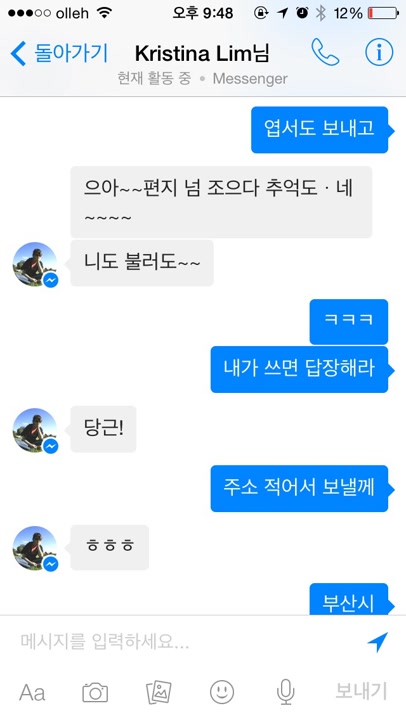 olleh 오후 9:48 12%
돌아가기 Kristina Lim님
현재 활동 중 • Messenger
엽서도 보내고
으아~~편지 넘 조으다 추억도ㆍ네
~~~~
니도 불러도~~
ㅋㅋㅋ
내가 쓰면 답장해라
당근!
주소 적어서 보낼께
ㅎㅎㅎ
부산시
메시지를 입력하세요...
Aa 보내기